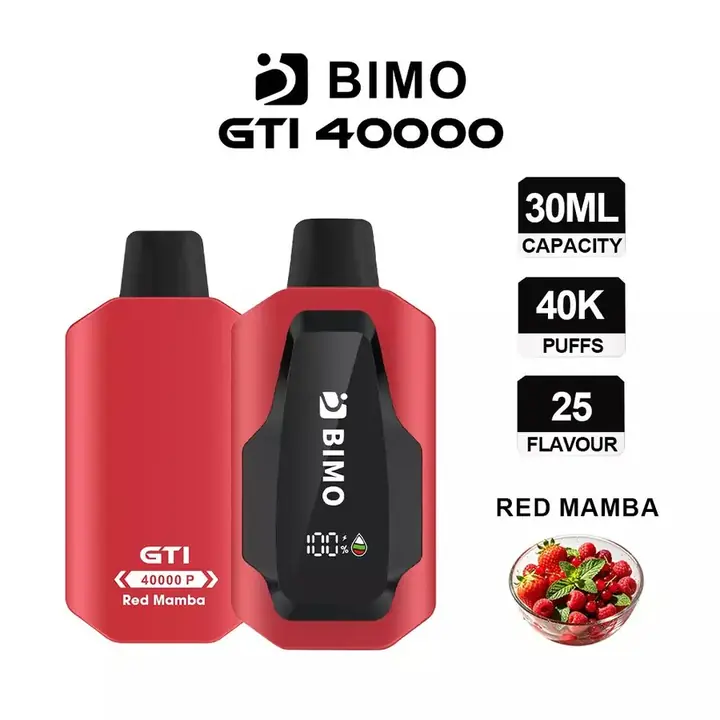 BIMO
GTI 40000
30ML
CAPACITY
40K
PUFFS
25
FLAVOUR
RED MAMBA
BIMO
100%
GTI
40000 P
Red Mamba